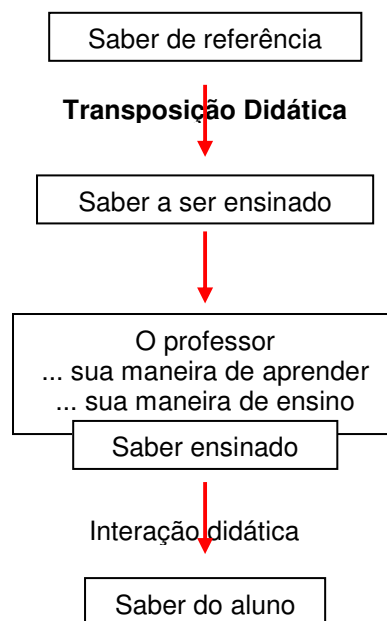 Saber de referência
Transposição Didática
Saber a ser ensinado
O professor
... sua maneira de aprender
... sua maneira de ensino
Saber ensinado
Interação didática
Saber do aluno